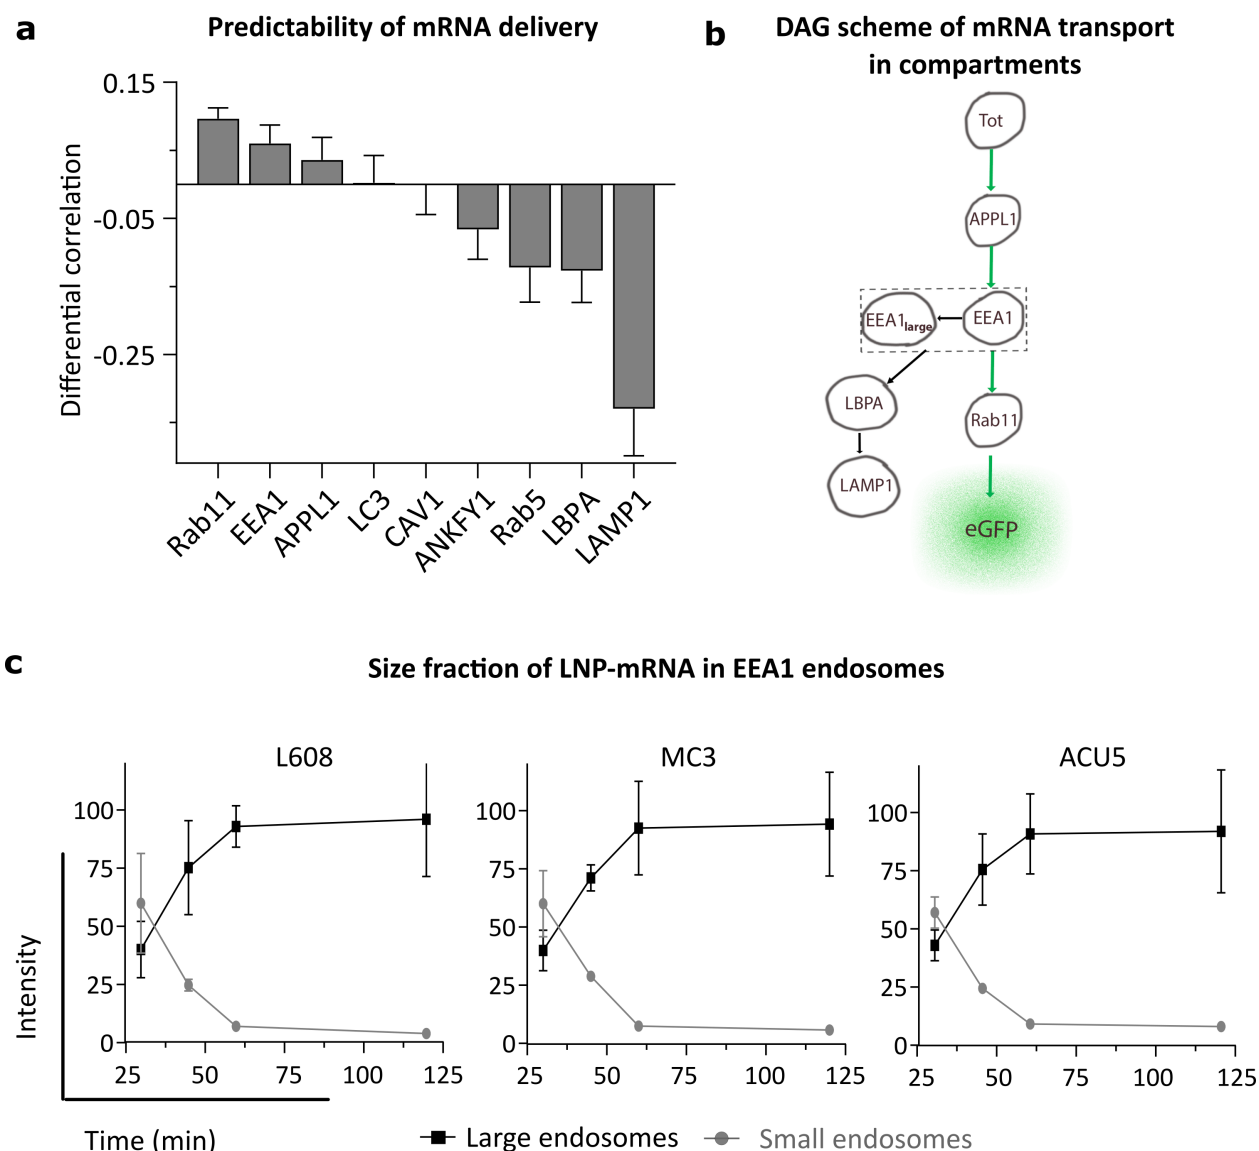 a
Predictability of mRNA delivery
Differential correlation
0.15
-0.05
-0.25
Rab11
EEA1
APPL1
LC3
CAV1
ANKFY1
Rab5
LBPA
LAMP1
b
DAG scheme of mRNA transport
in compartments
Tot
APPL1
EEA1large
EEA1
LBPA
Rab11
LAMP1
eGFP
c
Size fraction of LNP-mRNA in EEA1 endosomes
Intensity
L608
100
75
50
25
0
25 50 75 100 125
MC3
100
75
50
25
0
25 50 75 100 125
ACU5
100
75
50
25
0
25 50 75 100 125
Time (min)
Large endosomes
Small endosomes